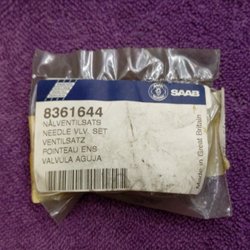 SAAB
8361644
NÅLVENTILSATS
NEEDLE VLV. SET
VENTILSATZ
POINTEAU ENS
VALVULA AGUJA
Made in Great Britain